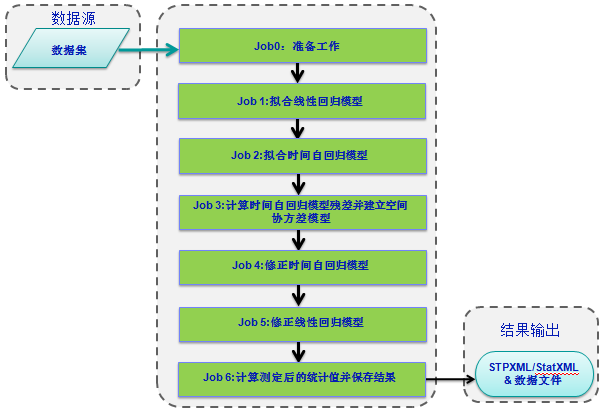 数据源
数据集
Job0：准备工作
Job 1:拟合线性回归模型
Job 2:拟合时间自回归模型
Job 3:计算时间自回归模型残差并建立空间
协方差模型
Job 4:修正时间自回归模型
Job 5:修正线性回归模型
Job 6:计算测定后的统计值并保存结果
结果输出
STPXML/StatXML
& 数据文件